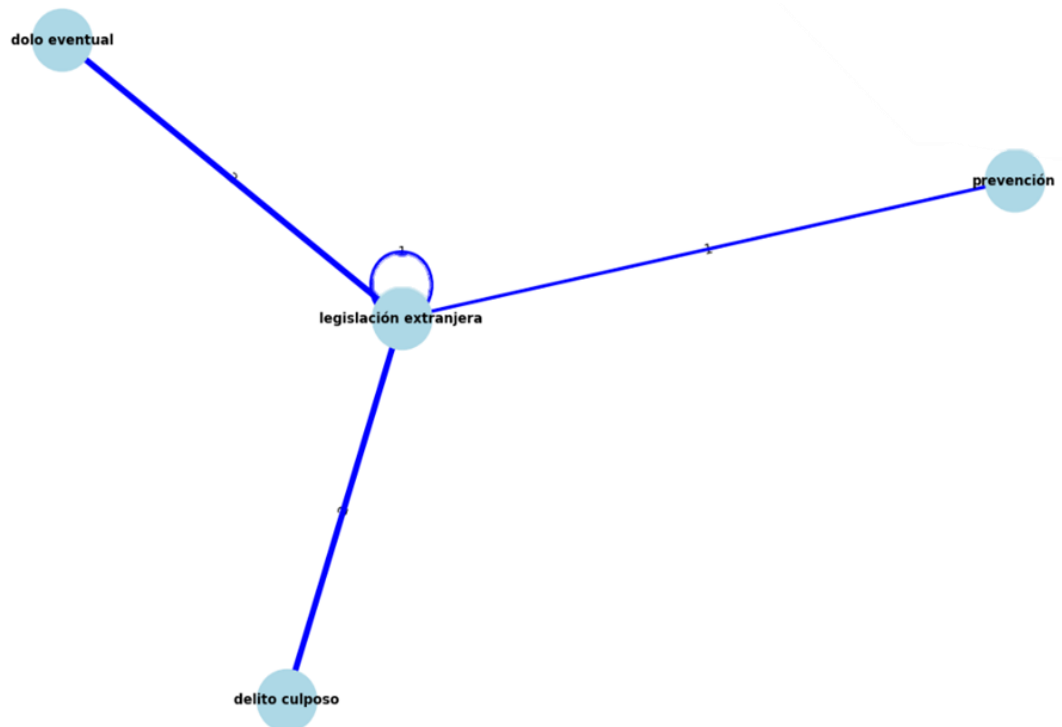 dolo eventual
prevención
1
1
legislación extranjera
delito culposo